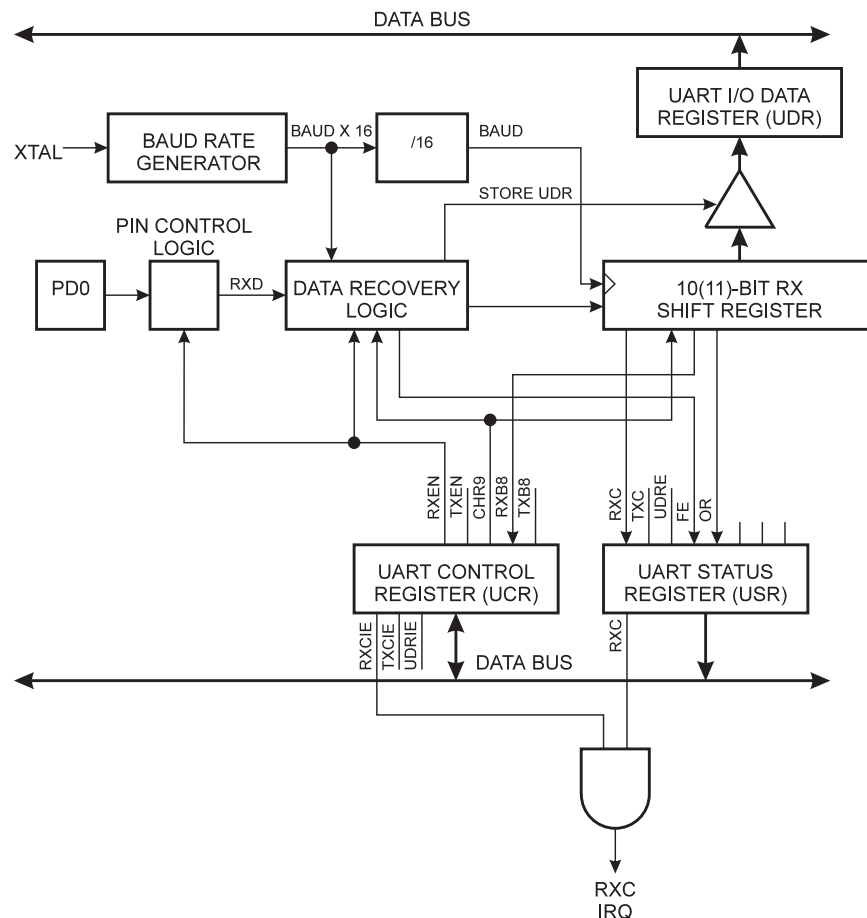 DATA BUS
UART I/O DATA
REGISTER (UDR)
XTAL
BAUD RATE
GENERATOR
BAUD X 16
/16
BAUD
STORE UDR
PIN CONTROL
LOGIC
PD0
RXD
DATA RECOVERY
LOGIC
10(11)-BIT RX
SHIFT REGISTER
RXEN
TXEN
CHR9
RXB8
TXB8
RXC
TXC
UDRE
FE
OR
UART CONTROL
REGISTER (UCR)
UART STATUS
REGISTER (USR)
RXCIE
TXCIE
UDRIE
RXC
DATA BUS
RXC
IRQ